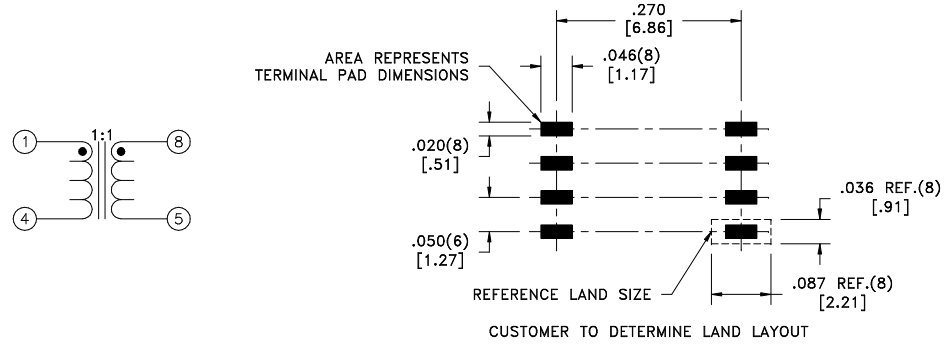 1
1:1
8
4
5
.270
[6.86]
AREA REPRESENTS
TERMINAL PAD DIMENSIONS
.046(8)
[1.17]
.020(8)
[.51]
.036 REF.(8)
[.91]
.050(6)
[1.27]
REFERENCE LAND SIZE
.087 REF.(8)
[2.21]
CUSTOMER TO DETERMINE LAND LAYOUT